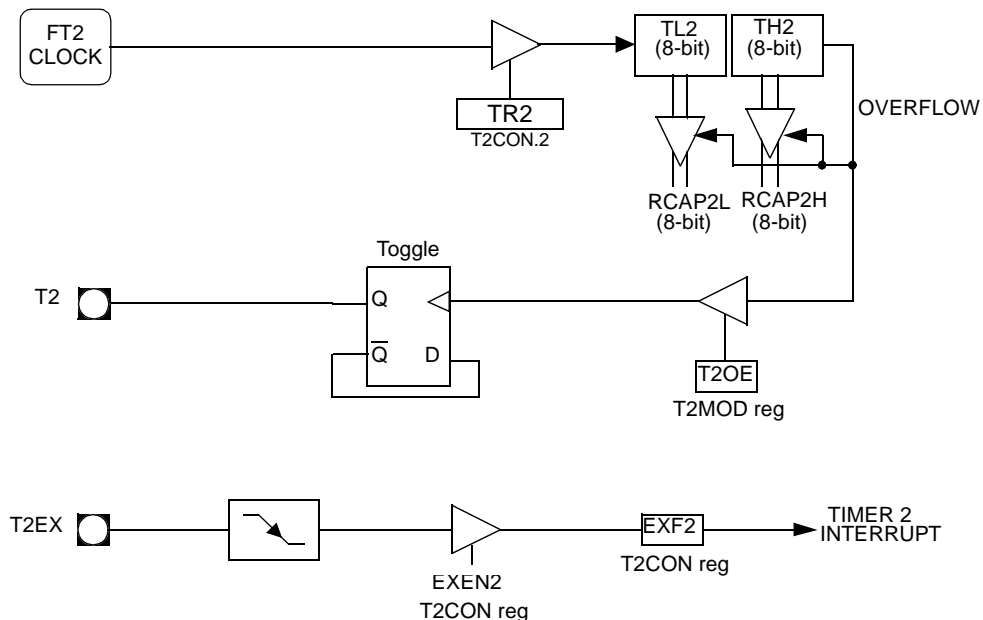 FT2
CLOCK
TL2
(8-bit)
TH2
(8-bit)
TR2
T2CON.2
OVERFLOW
RCAP2L
(8-bit)
RCAP2H
(8-bit)
Toggle
T2
Q
Q̅
D
T2OE
T2MOD reg
T2EX
EXEN2
T2CON reg
EXF2
T2CON reg
TIMER 2
INTERRUPT